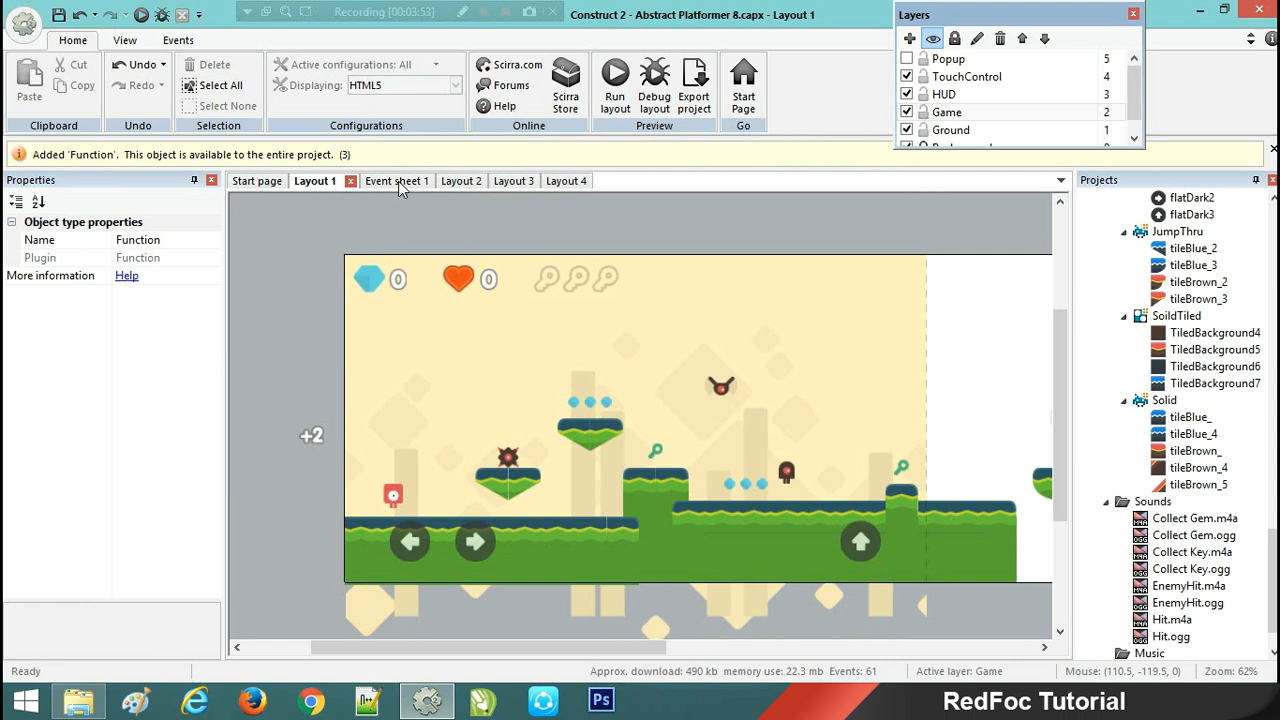 Recording [00:03:53]
Construct 2 - Abstract Platformer 8.capx - Layout 1
Home
View
Events
Paste
Cut
Copy
Clipboard
Undo
Redo
Undo
Delete
Select All
Select None
Selection
Active configurations: All
Displaying:
HTML5
Configurations
Scirra.com
Forums
Help
Scirra Store
Online
Run layout
Debug layout
Export project
Preview
Start Page
Go
Layers
Popup 5
TouchControl 4
HUD 3
Game 2
Ground 1
Added 'Function'. This object is available to the entire project. (3)
Properties
Object type properties
Name Function
Plugin Function
More information Help
Start page
Layout 1
Event sheet 1
Layout 2
Layout 3
Layout 4
0
0
+2
Projects
flatDark2
flatDark3
JumpThru
tileBlue_2
tileBlue_3
tileBrown_2
tileBrown_3
SoildTiled
TiledBackground4
TiledBackground5
TiledBackground6
TiledBackground7
Solid
tileBlue_
tileBlue_4
tileBrown_
tileBrown_4
tileBrown_5
Sounds
Collect Gem.m4a
Collect Gem.ogg
Collect Key.m4a
Collect Key.ogg
EnemyHit.m4a
EnemyHit.ogg
Hit.m4a
Hit.ogg
Music
Ready
Approx. download: 490 kb
memory use: 22.3 mb
Events: 61
Active layer: Game
Mouse: (110.5, -119.5, 0)
Zoom: 62%
Ps
RedFoc Tutorial